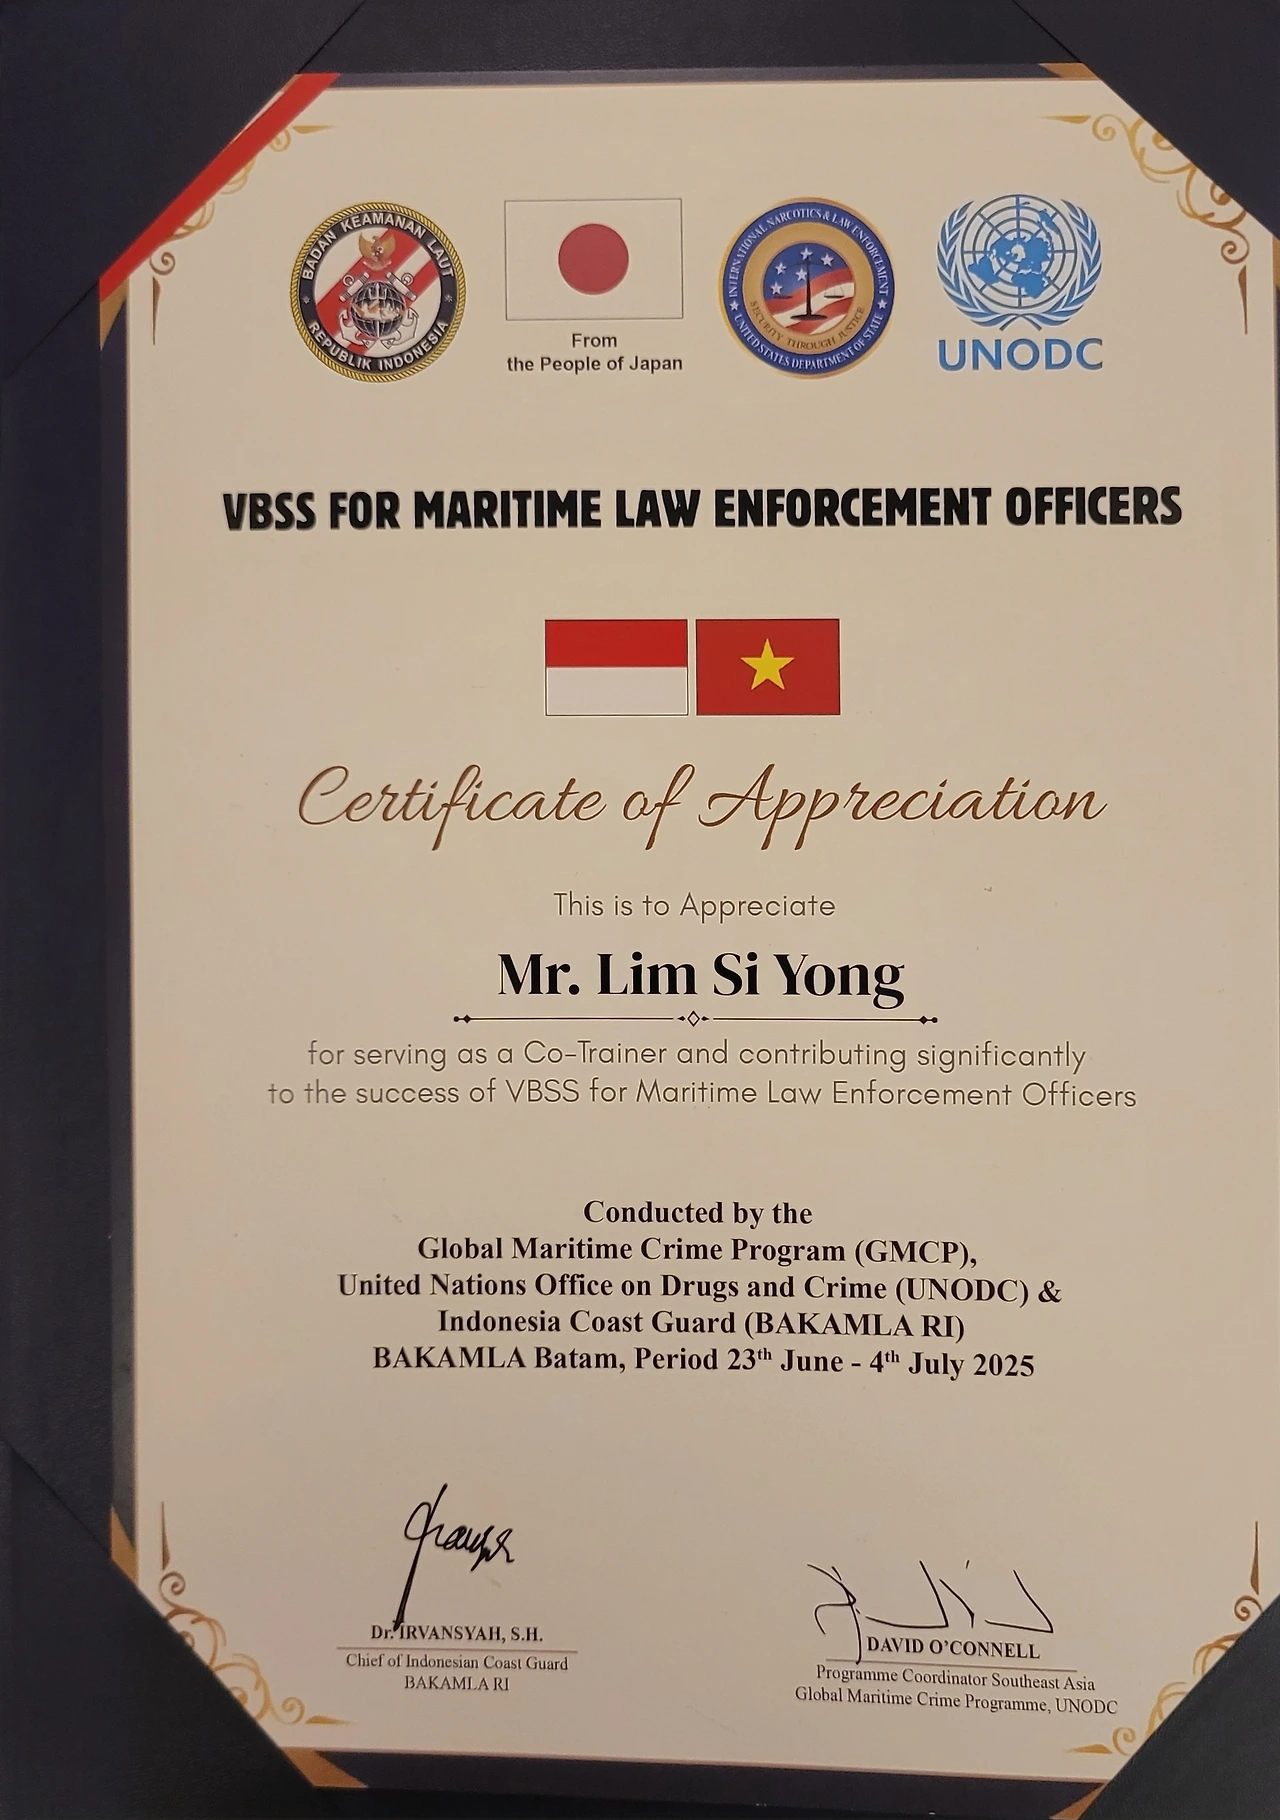 BADAN KEAMANAN LAUT
REPUBLIK INDONESIA
From
the People of Japan
INTERNATIONAL NARCOTICS & LAW ENFORCEMENT
SECURITY THROUGH JUSTICE
UNITED STATES DEPARTMENT OF STATE
UNODC
VBSS FOR MARITIME LAW ENFORCEMENT OFFICERS
Certificate of Appreciation
This is to Appreciate
Mr. Lim Si Yong
for serving as a Co-Trainer and contributing significantly
to the success of VBSS for Maritime Law Enforcement Officers
Conducted by the
Global Maritime Crime Program (GMCP),
United Nations Office on Drugs and Crime (UNODC) &
Indonesia Coast Guard (BAKAMLA RI)
BAKAMLA Batam, Period 23th June - 4th July 2025
Dr. IRVANSYAH, S.H.
Chief of Indonesian Coast Guard
BAKAMLA RI
DAVID O'CONNELL
Programme Coordinator Southeast Asia
Global Maritime Crime Programme, UNODC